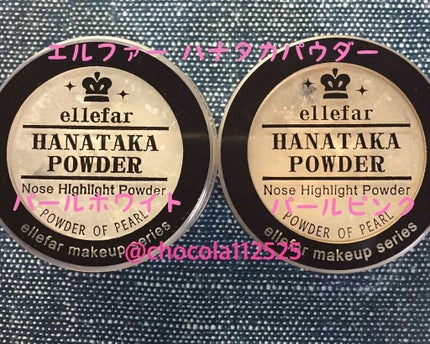 エルファー ハナタカパウダー
ellefar
HANATAKA
POWDER
Nose Highlight Powder
パールホワイト
POWDER OF PEARL
ellefar makeup series
ellefar
HANATAKA
POWDER
Nose Highlight Powder
パールピンク
POWDER OF PEARL
ellefar makeup series
@chocola112525